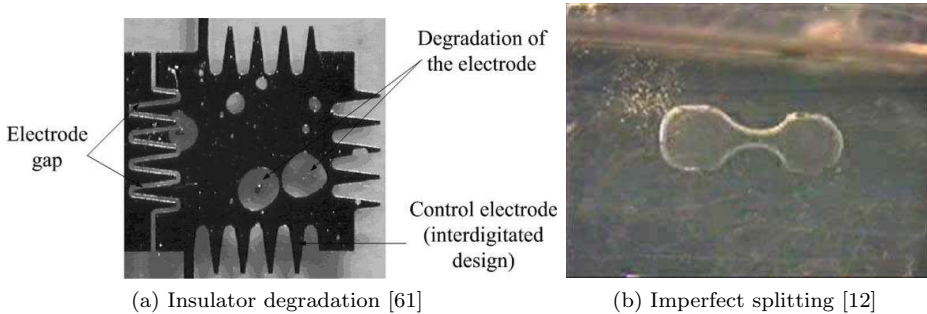 Degradation of
the electrode
Electrode
gap
Control electrode
(interdigitated
design)
(a) Insulator degradation [61]
(b) Imperfect splitting [12]